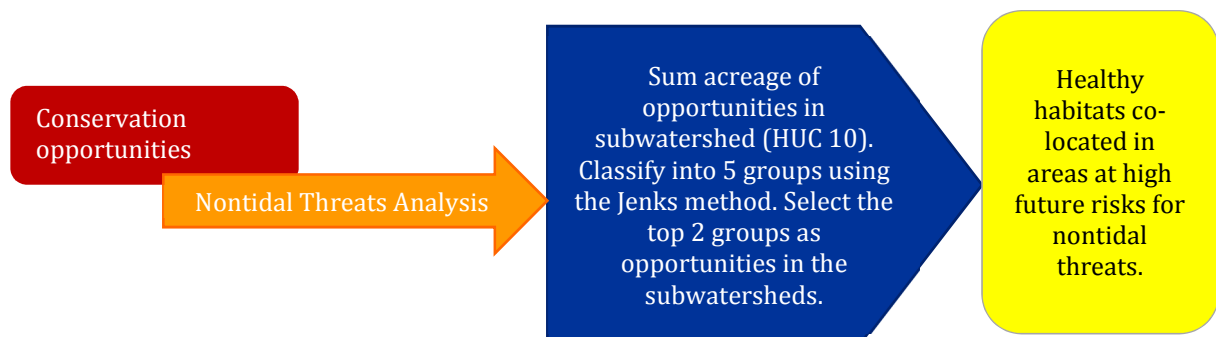 Conservation
opportunities
Nontidal Threats Analysis
Sum acreage of
opportunities in
subwatershed (HUC 10).
Classify into 5 groups using
the Jenks method. Select the
top 2 groups as
opportunities in the
subwatersheds.
Healthy
habitats co-
located in
areas at high
future risks for
nontidal
threats.